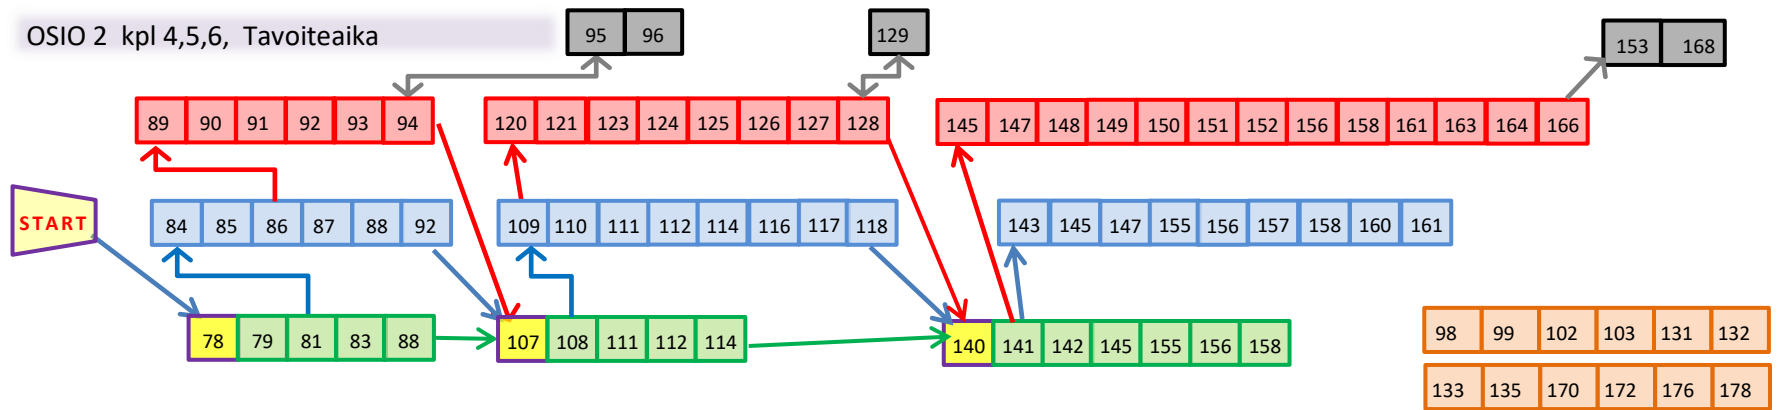 OSIO 2 kpl 4,5,6, Tavoiteaika
95 96
129
153 168
89 90 91 92 93 94
120 121 123 124 125 126 127 128
145 147 148 149 150 151 152 156 158 161 163 164 166
START
84 85 86 87 88 92
109 110 111 112 114 116 117 118
143 145 147 155 156 157 158 160 161
78 79 81 83 88
107 108 111 112 114
140 141 142 145 155 156 158
98 99 102 103 131 132
133 135 170 172 176 178